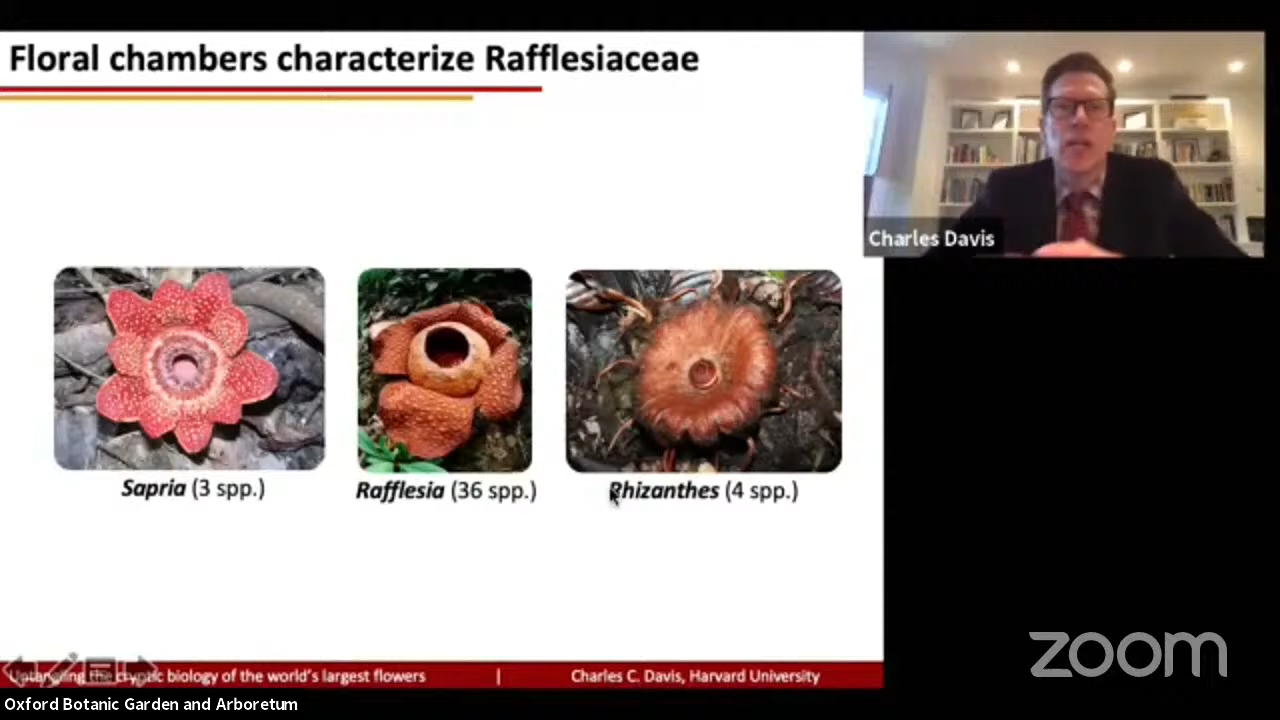 Floral chambers characterize Rafflesiaceae
Charles Davis
Sapria (3 spp.)
Rafflesia (36 spp.)
Rhizanthes (4 spp.)
Untangling the cryptic biology of the world's largest flowers | Charles C. Davis, Harvard University
zoom
Oxford Botanic Garden and Arboretum